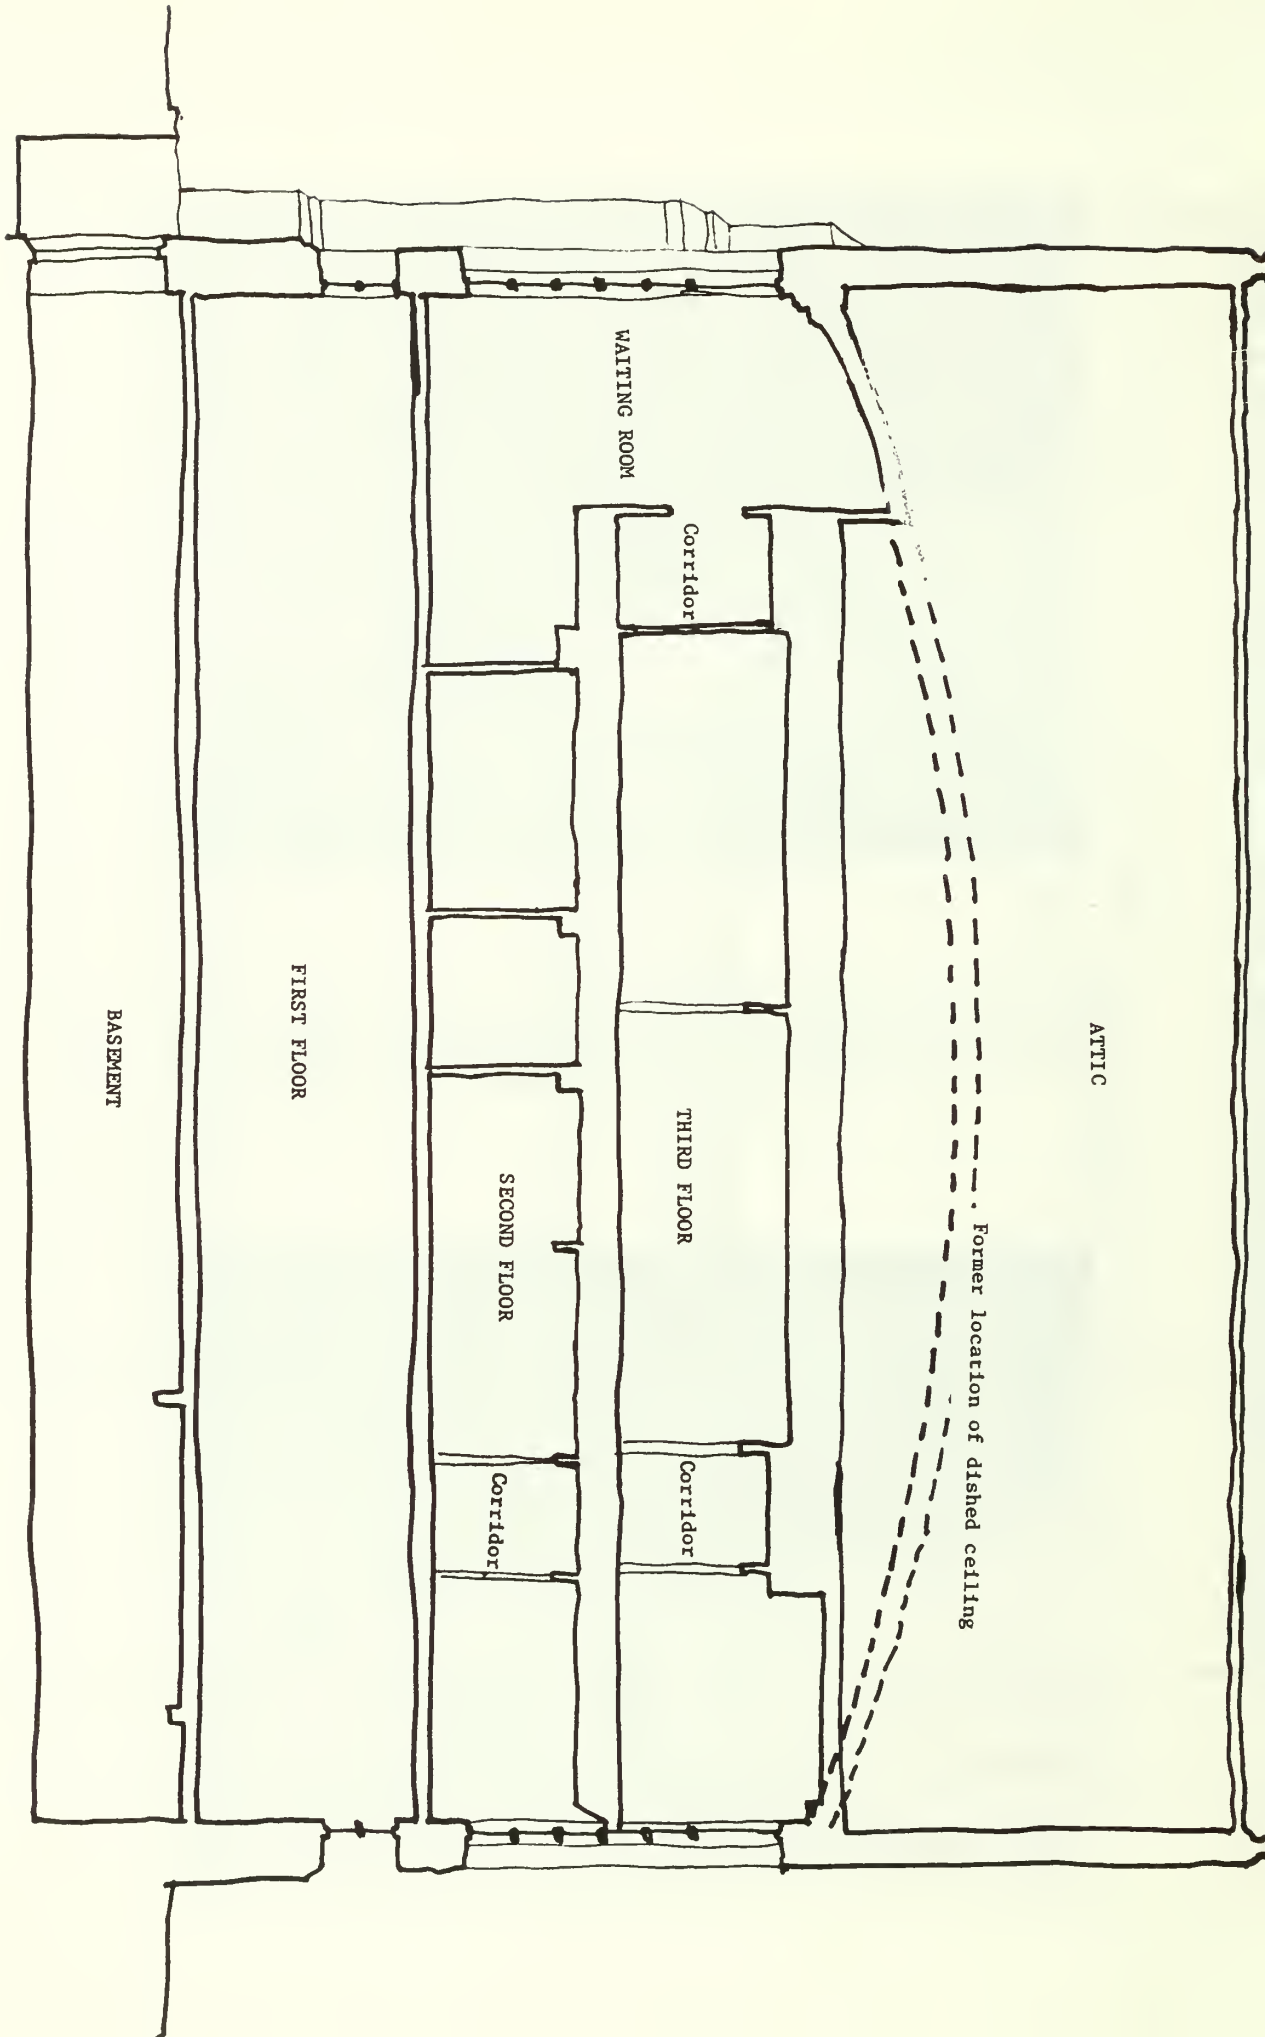 ATTIC
Former location of dished ceiling
WAITING ROOM
Corridor
THIRD FLOOR
Corridor
SECOND FLOOR
Corridor
FIRST FLOOR
BASEMENT